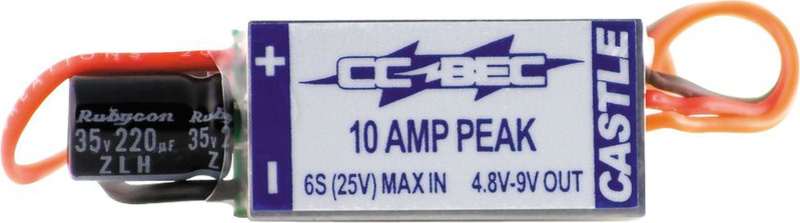 Rubycon
35V 220µF
ZLH
35V 2
+
-
CC BEC
10 AMP PEAK
6S (25V) MAX IN 4.8V-9V OUT
CASTLE